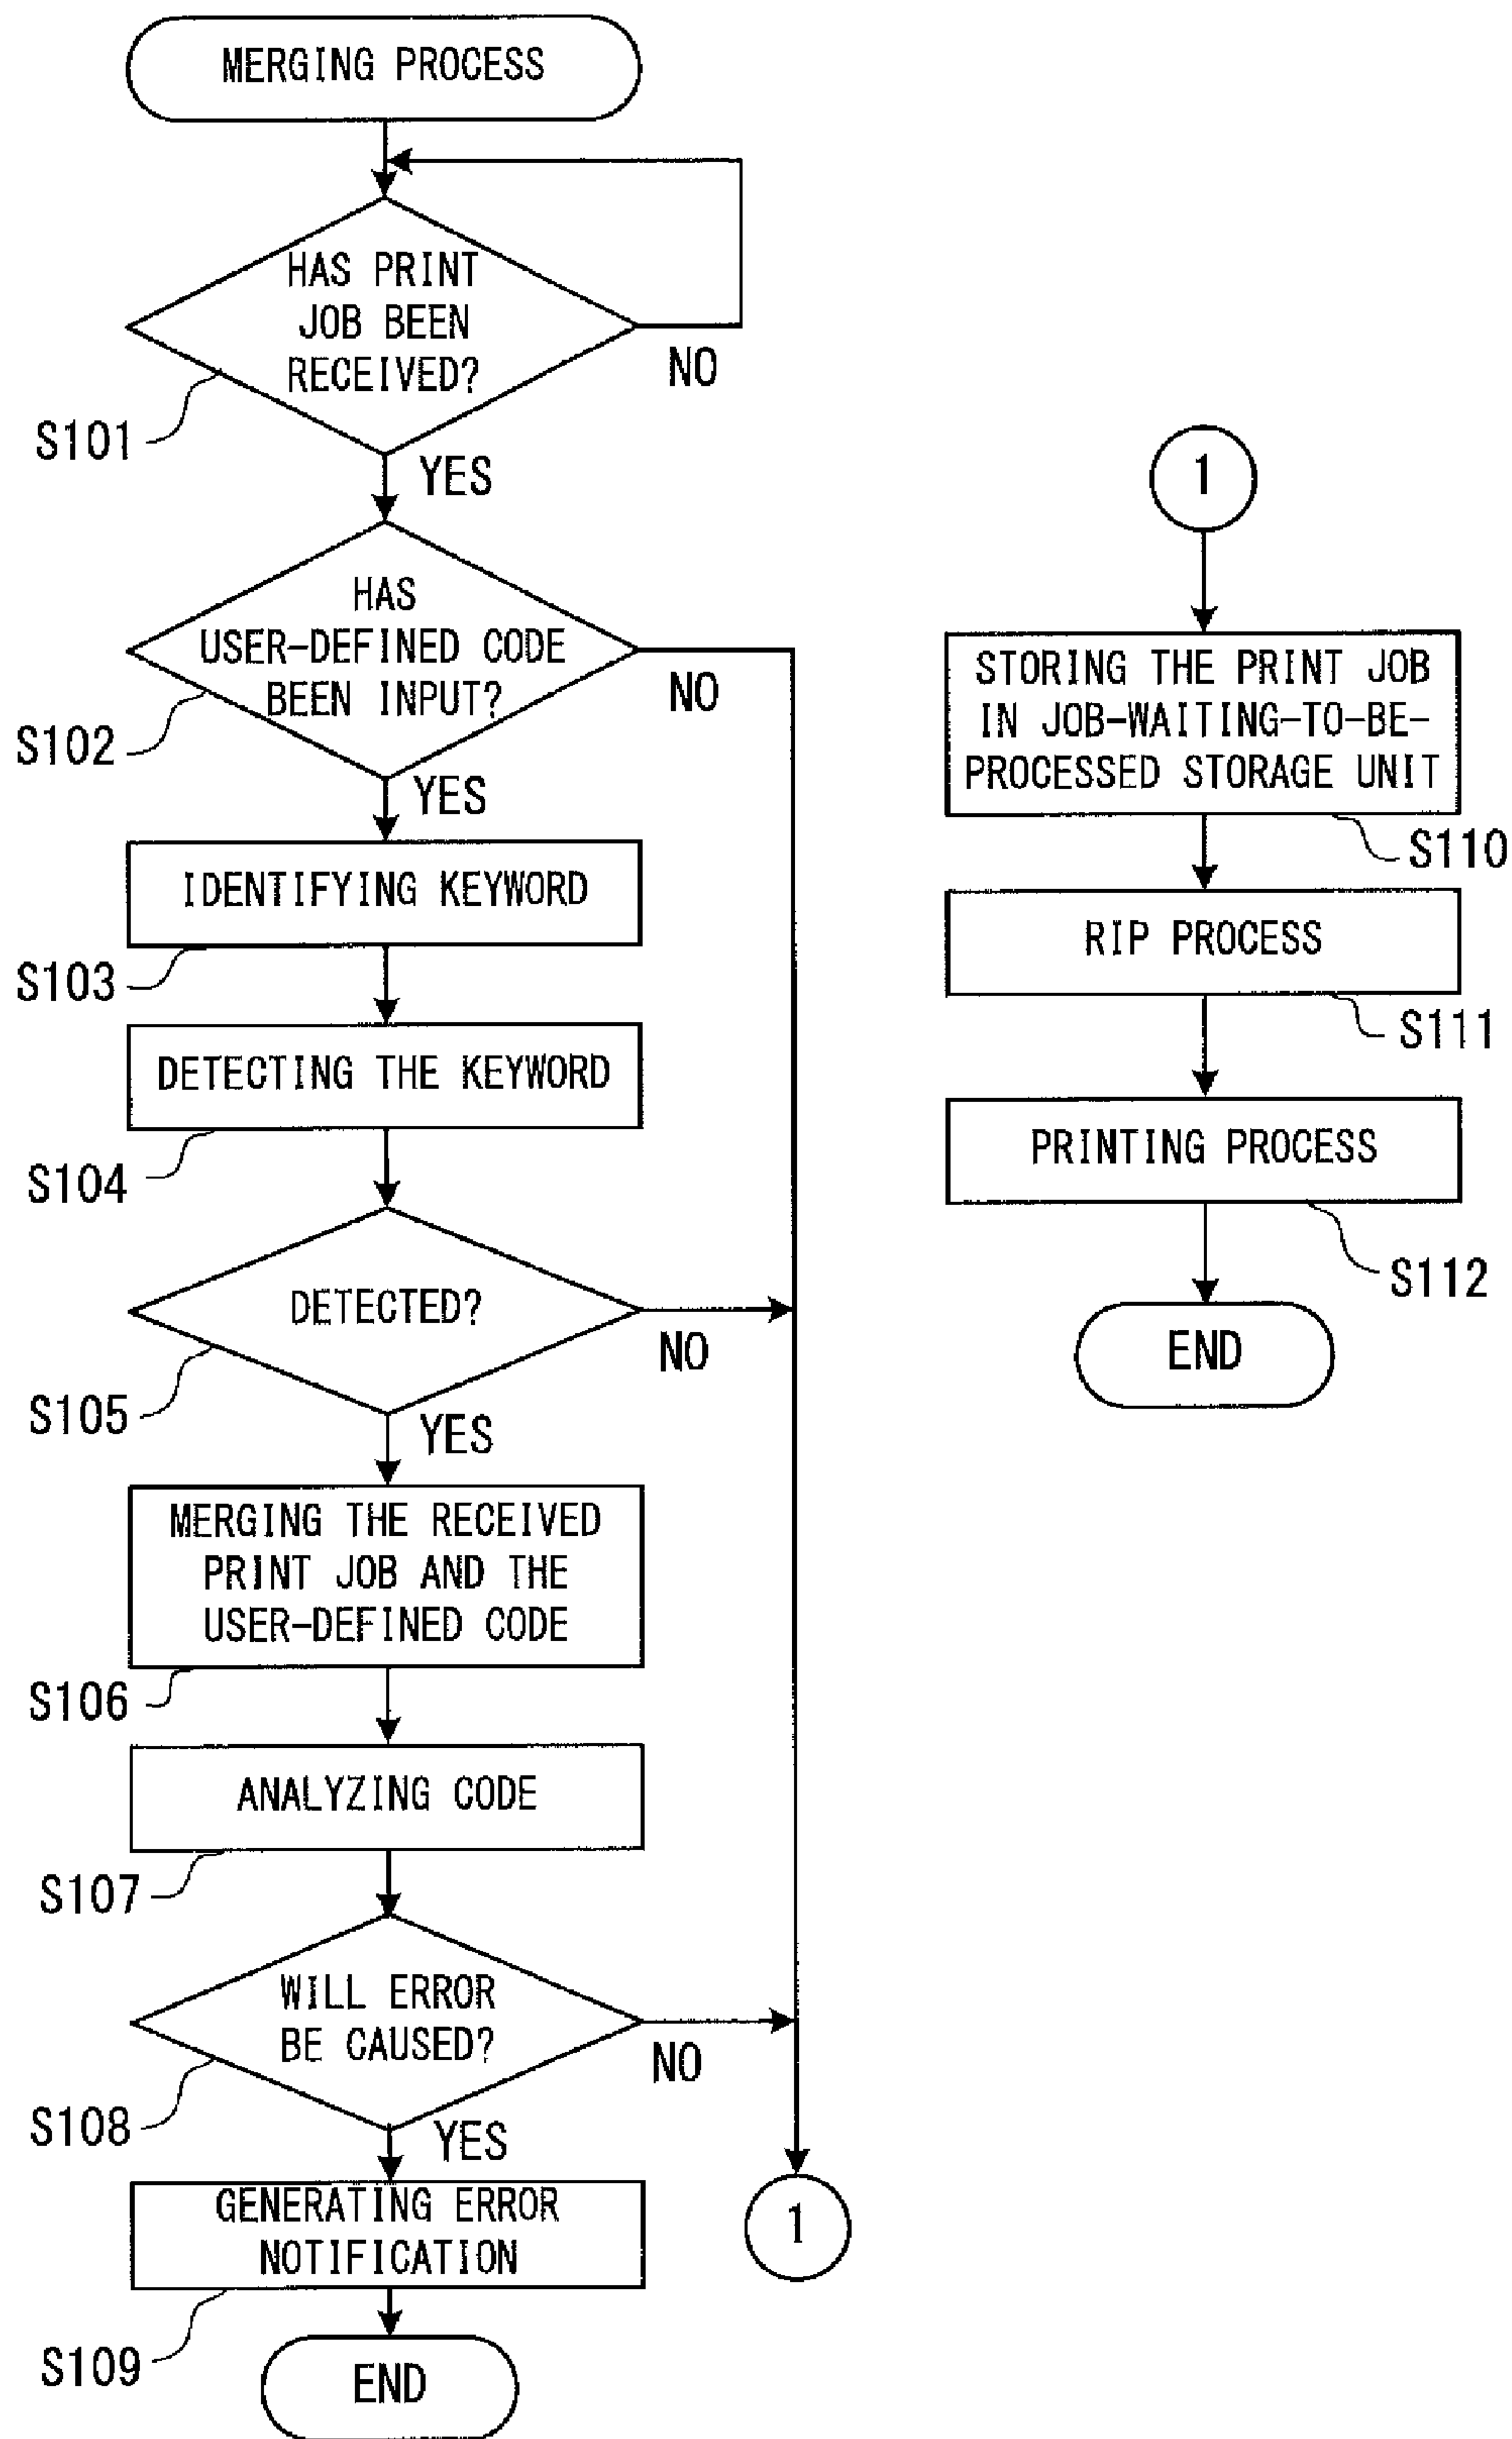 MERGING PROCESS
HAS PRINT
JOB BEEN
RECEIVED?
NO
S101
YES
HAS
USER-DEFINED CODE
BEEN INPUT?
NO
S102
YES
IDENTIFYING KEYWORD
S103
DETECTING THE KEYWORD
S104
DETECTED?
NO
S105
YES
MERGING THE RECEIVED
PRINT JOB AND THE
USER-DEFINED CODE
S106
ANALYZING CODE
S107
WILL ERROR
BE CAUSED?
NO
S108
YES
GENERATING ERROR
NOTIFICATION
S109
END
1
1
STORING THE PRINT JOB
IN JOB-WAITING-TO-BE-
PROCESSED STORAGE UNIT
S110
RIP PROCESS
S111
PRINTING PROCESS
S112
END